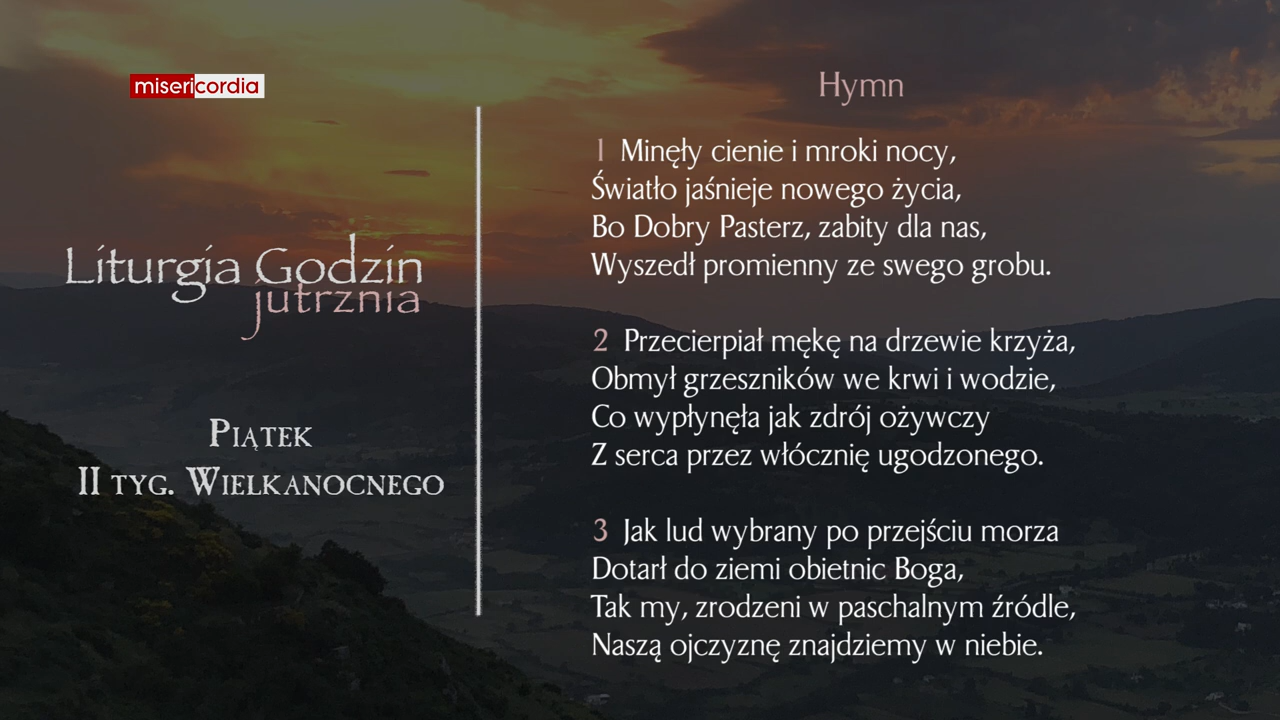 misericordia
Liturgia Godzin
jutrznia
Piątek
II tyg. Wielkanocnego
Hymn
1 Minęły cienie i mroki nocy,
Światło jaśnieje nowego życia,
Bo Dobry Pasterz, zabity dla nas,
Wyszedł promienny ze swego grobu.
2 Przecierpiał mękę na drzewie krzyża,
Obmył grzeszników we krwi i wodzie,
Co wypłynęła jak zdrój ożywczy
Z serca przez włócznię ugodzonego.
3 Jak lud wybrany po przejściu morza
Dotarł do ziemi obietnic Boga,
Tak my, zrodzeni w paschalnym źródle,
Naszą ojczyznę znajdziemy w niebie.